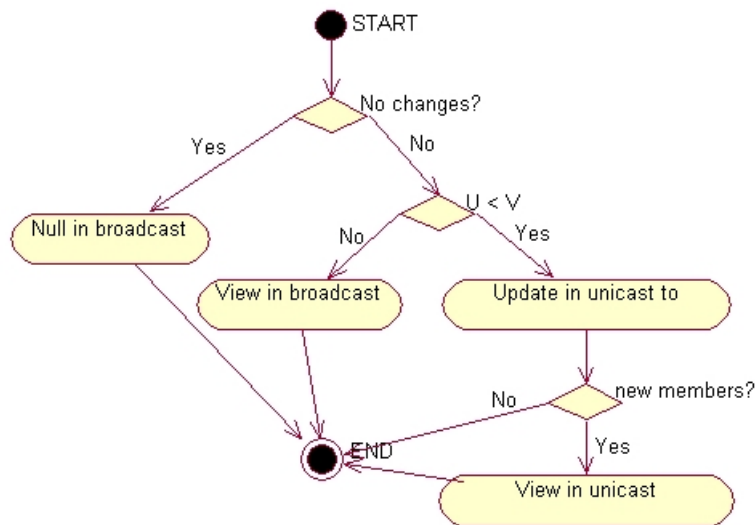 START
No changes?
Yes
No
U < V
Null in broadcast
No
Yes
View in broadcast
Update in unicast to
new members?
No
Yes
END
View in unicast